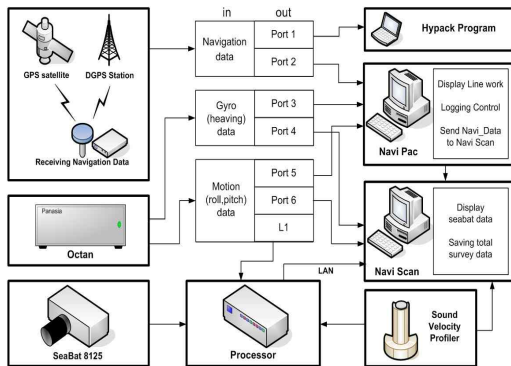 in
out
GPS satellite
DGPS Station
Receiving Navigation Data
Navigation
data
Port 1
Port 2
Hypack Program
Gyro
(heaving)
data
Port 3
Port 4
Display Line work
Logging Control
Send Navi_Data
to Navi Scan
Navi Pac
Panasia
Octan
Motion
(roll,pitch)
data
Port 5
Port 6
L1
Display
seabat data
Saving total
survey data
Navi Scan
LAN
SeaBat 8125
Processor
Sound
Velocity
Profiler